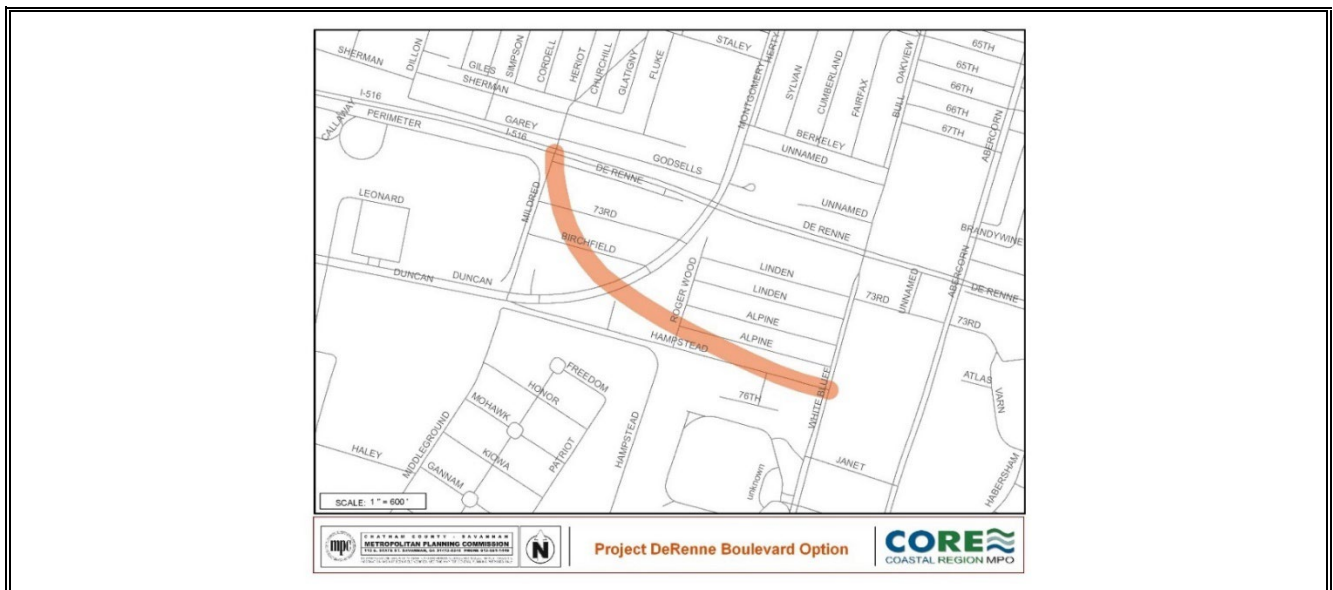 STALEY
MONTGOMERY
HERTY
SYLVAN
CUMBERLAND
FAIRFAX
BULL
OAKVIEW
65TH
65TH
66TH
66TH
67TH
ABERCORN
SHERMAN
DILLON
GILES
SHERMAN
SIMPSON
CORDELL
HERIOT
CHURCHILL
GLATIGNY
FLUKE
I-516
PERIMETER
CALLAWAY
GAREY
I-516
GODSELLS
DE RENNE
BERKELEY
UNNAMED
UNNAMED
DE RENNE
BRANDYWINE
LEONARD
MILDRED
73RD
BIRCHFIELD
ROGER WOOD
LINDEN
LINDEN
ALPINE
ALPINE
73RD
UNNAMED
ABERCORN
DE RENNE
73RD
DUNCAN
DUNCAN
HAMPSTEAD
76TH
WHITE BLUFF
ATLAS
VARN
FREEDOM
HONOR
MOHAWK
KIOWA
PATRIOT
HAMPSTEAD
MIDDLEGROUND
HALEY
GANNAM
unknown
JANET
HABERSHAM
SCALE: 1 " = 600 '
mpc
CHATHAM COUNTY - SAVANNAH
METROPOLITAN PLANNING COMMISSION
N
Project DeRenne Boulevard Option
CORE
COASTAL REGION MPO